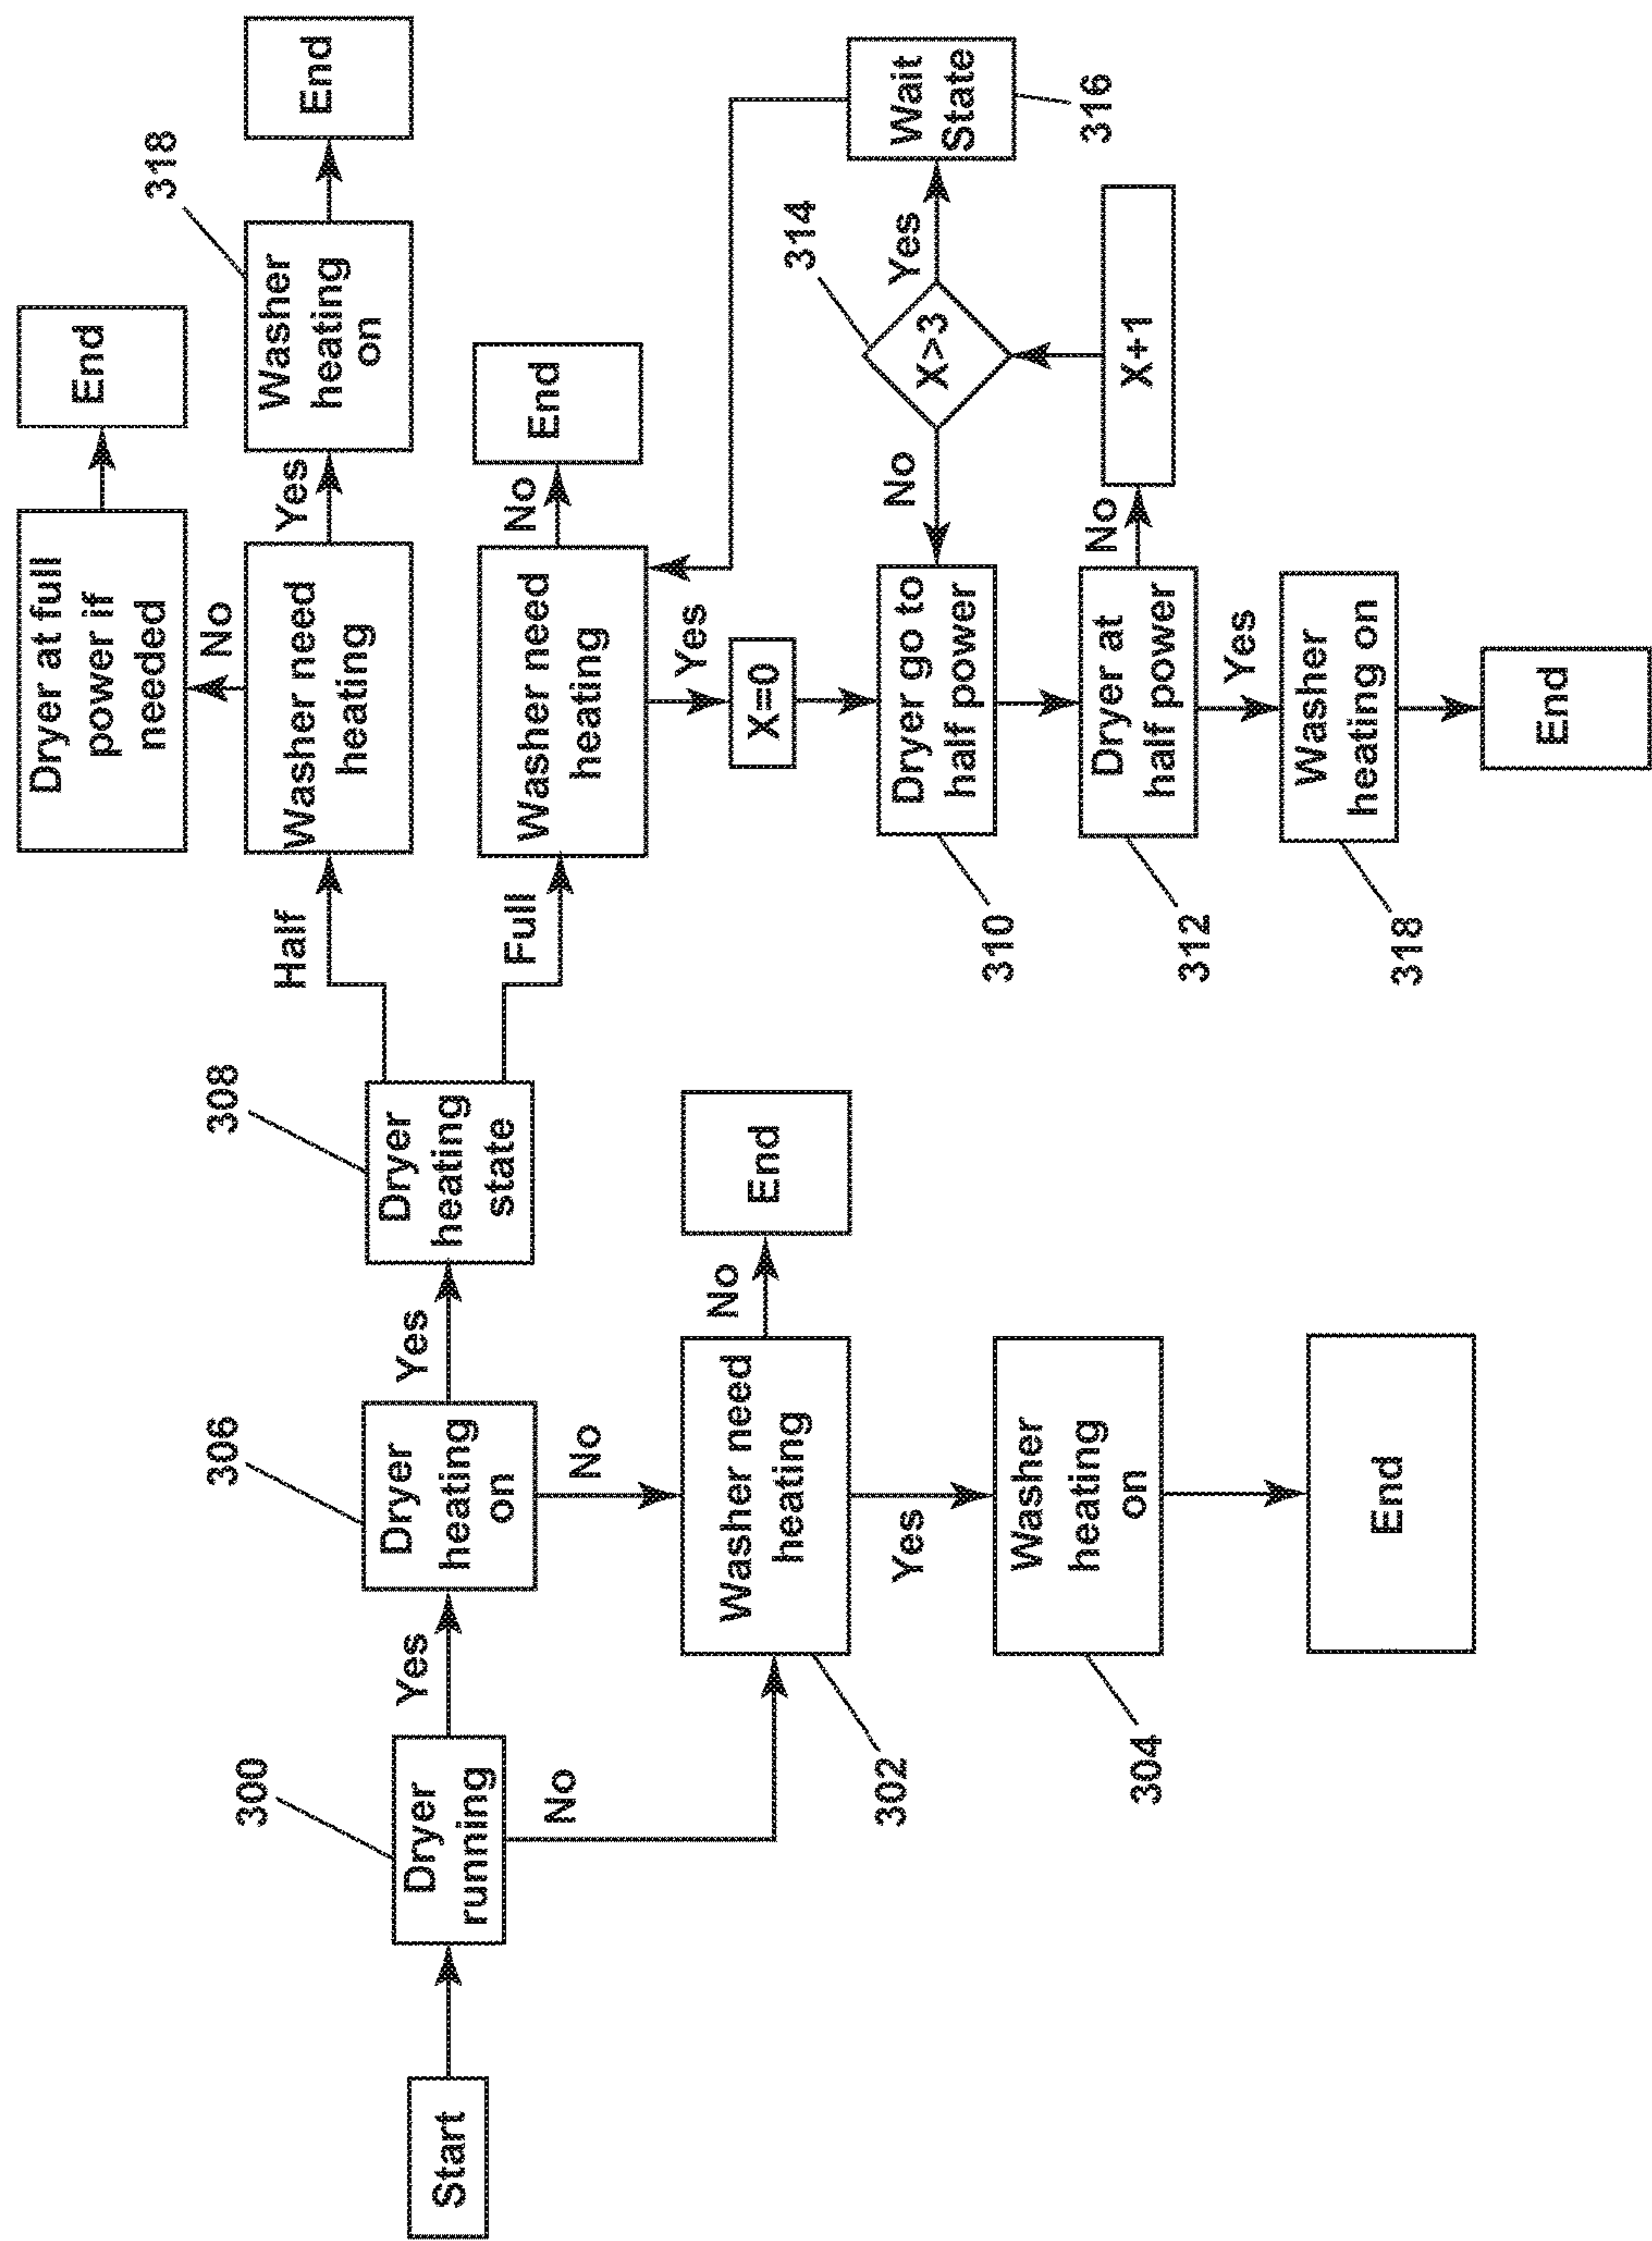 Start
300
Dryer
running
Yes
No
306
Dryer
heating
on
Yes
No
302
Washer need
heating
No
End
Yes
304
Washer
heating
on
End
308
Dryer
heating
state
Half
Full
Washer need
heating
No
Dryer at full
power if
needed
End
Yes
318
Washer
heating
on
End
Washer need
heating
No
End
Yes
X=0
310
Dryer go to
half power
312
Dryer at
half power
No
X+1
314
X>3
No
Yes
Wait
State
316
Yes
318
Washer
heating on
End